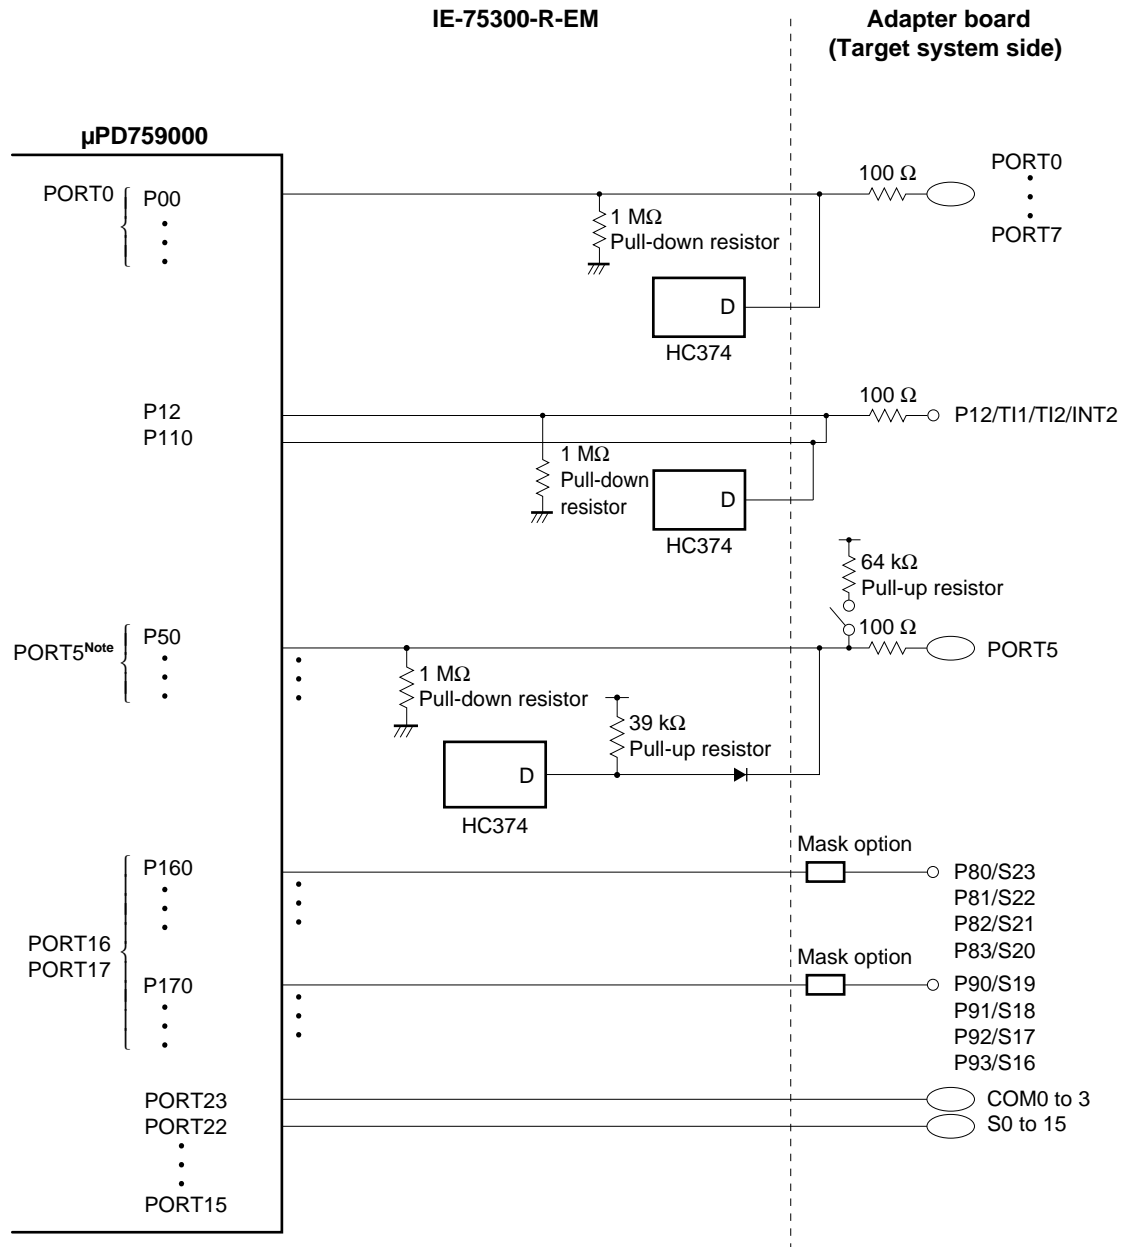 IE-75300-R-EM
Adapter board
(Target system side)
µPD759000
PORT0
P00
1 MΩ
Pull-down resistor
D
HC374
100 Ω
PORT0
PORT7
P12
P110
1 MΩ
Pull-down
resistor
D
HC374
100 Ω
P12/TI1/TI2/INT2
64 kΩ
Pull-up resistor
PORT5Note
P50
1 MΩ
Pull-down resistor
39 kΩ
Pull-up resistor
D
HC374
100 Ω
PORT5
PORT16
PORT17
P160
P170
Mask option
P80/S23
P81/S22
P82/S21
P83/S20
Mask option
P90/S19
P91/S18
P92/S17
P93/S16
PORT23
PORT22
PORT15
COM0 to 3
S0 to 15